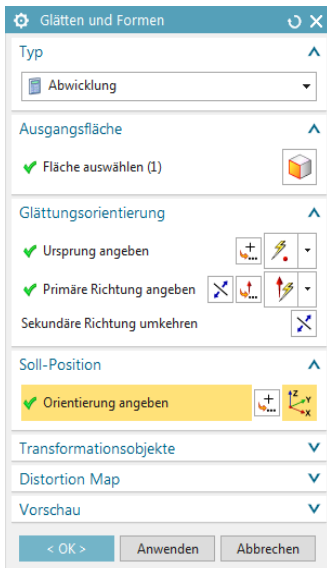 Glätten und Formen
Typ
Abwicklung
Ausgangsfläche
Fläche auswählen (1)
Glättungsorientierung
Ursprung angeben
Primäre Richtung angeben
Sekundäre Richtung umkehren
Soll-Position
Orientierung angeben
Z
Y
X
Transformationsobjekte
Distortion Map
Vorschau
< OK >
Anwenden
Abbrechen